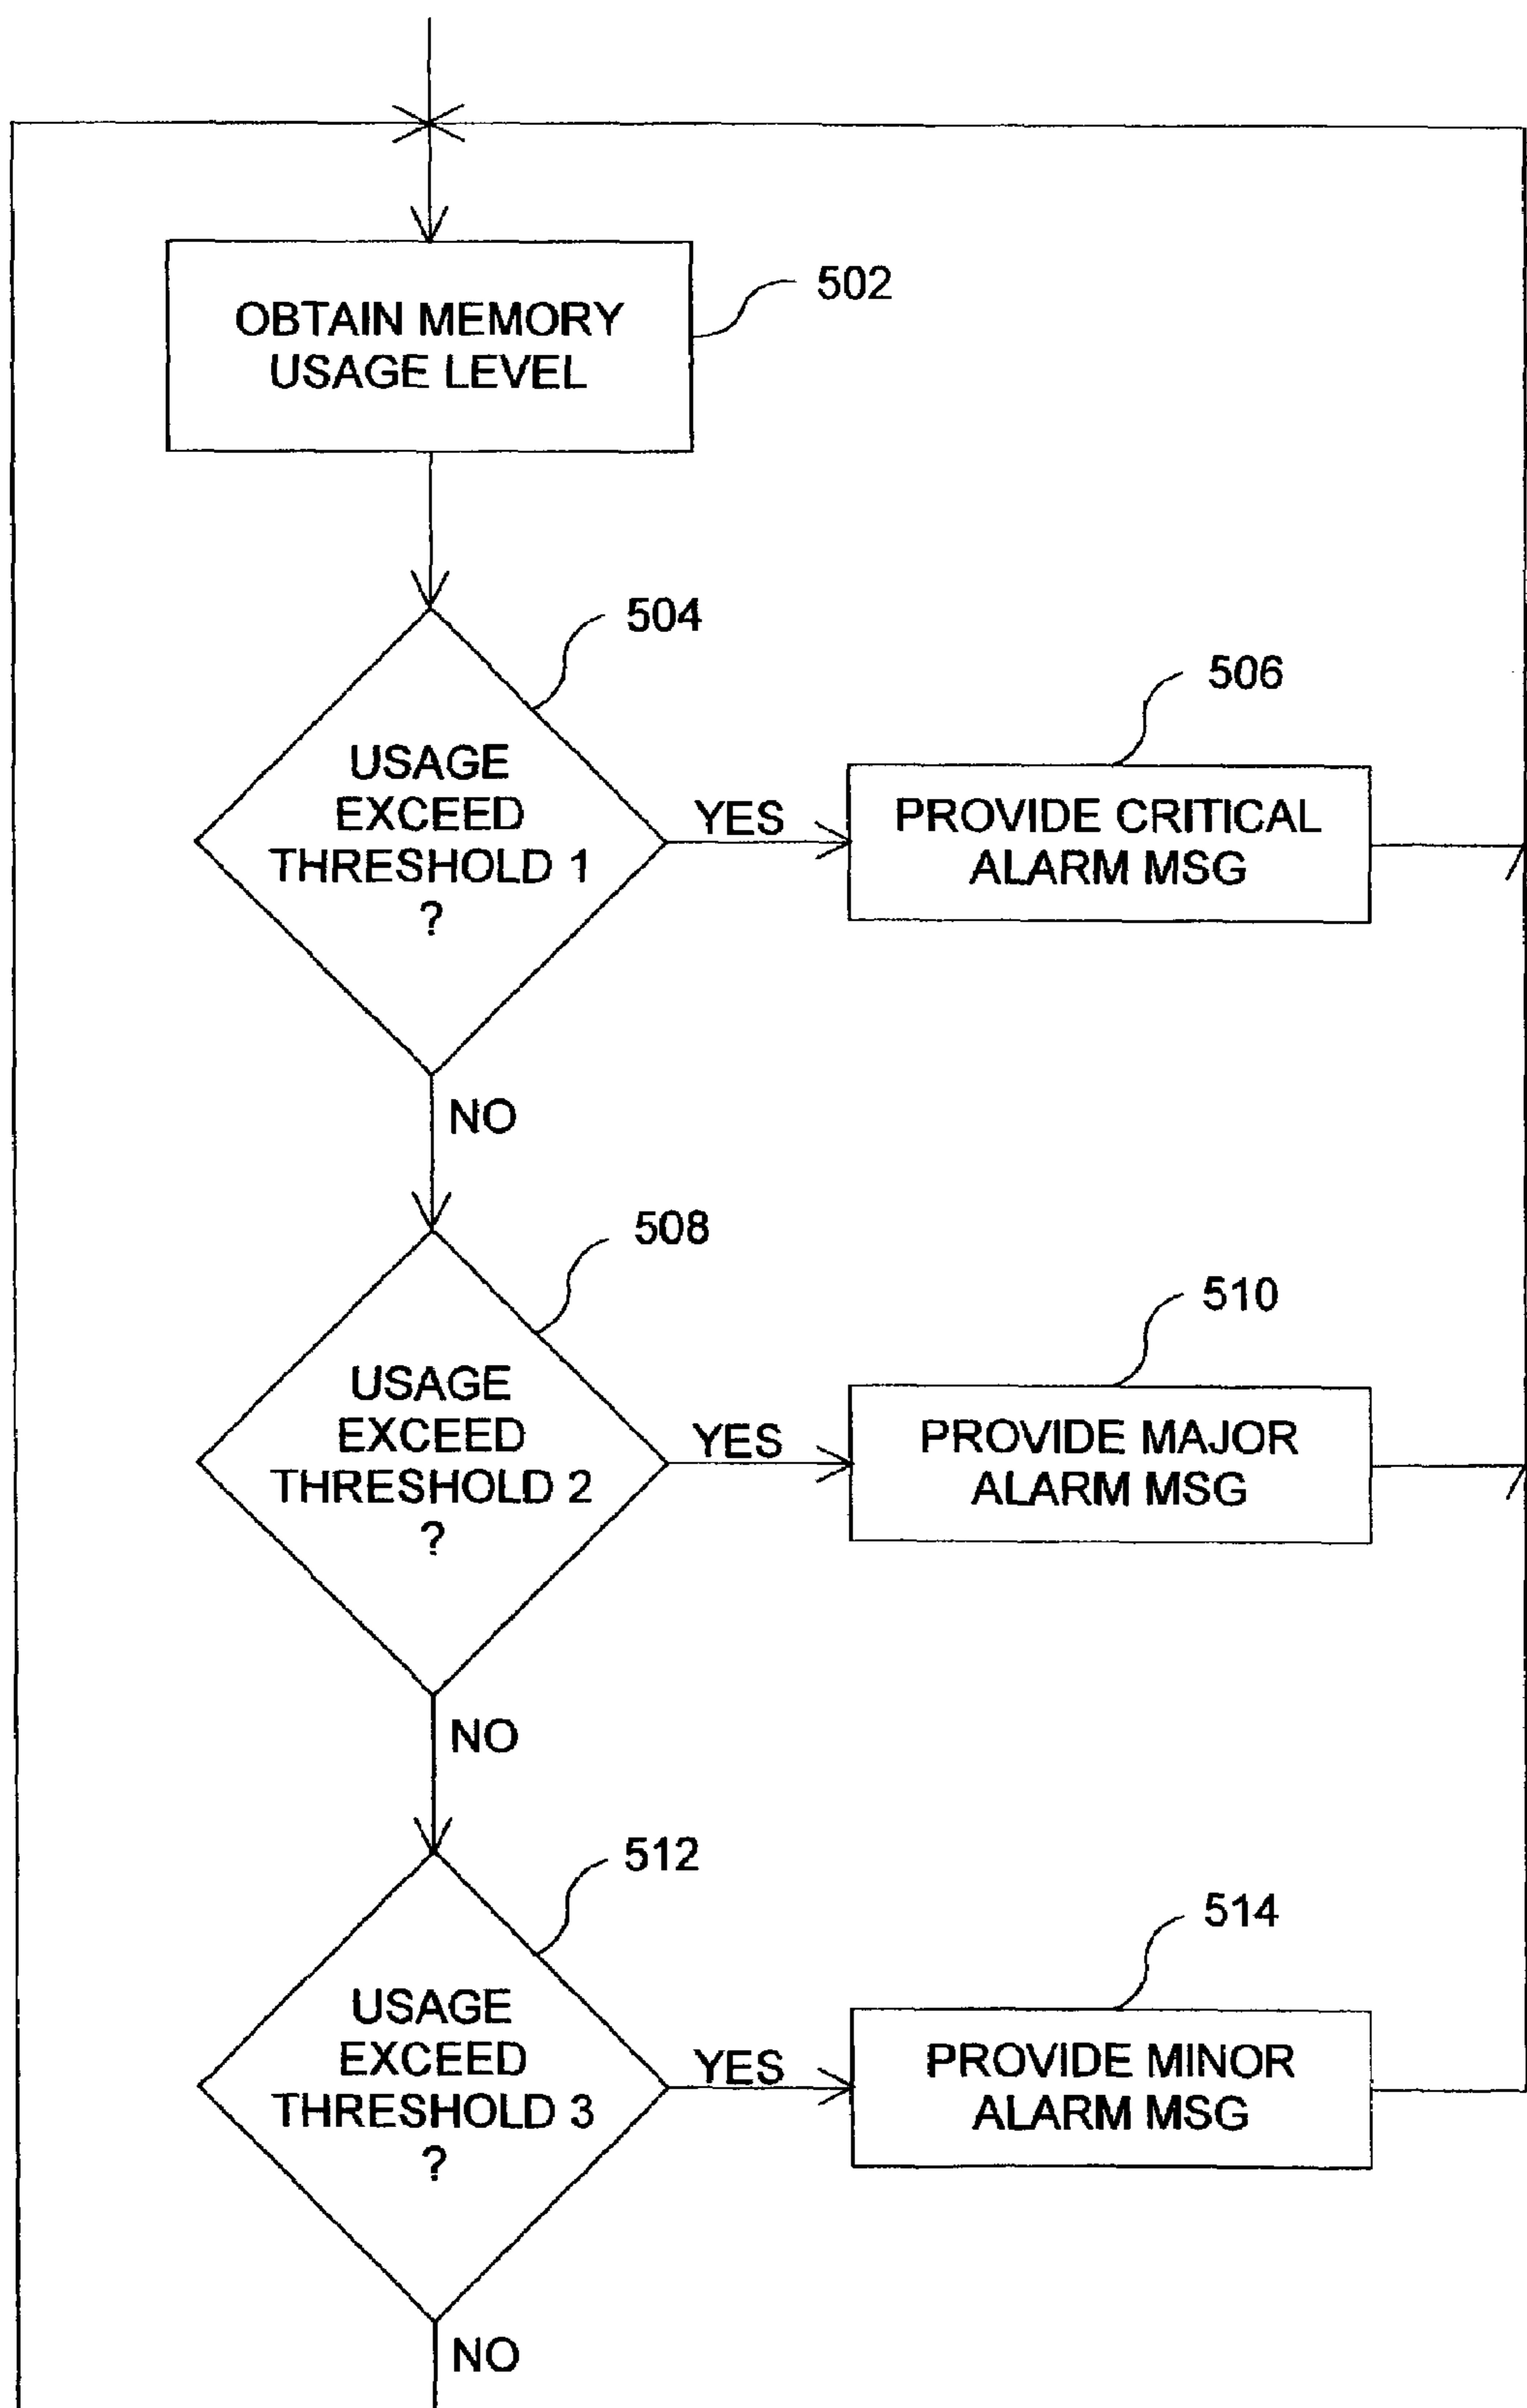 502
OBTAIN MEMORY
USAGE LEVEL
504
USAGE
EXCEED
THRESHOLD 1
?
YES
506
PROVIDE CRITICAL
ALARM MSG
NO
508
USAGE
EXCEED
THRESHOLD 2
?
YES
510
PROVIDE MAJOR
ALARM MSG
NO
512
USAGE
EXCEED
THRESHOLD 3
?
YES
514
PROVIDE MINOR
ALARM MSG
NO